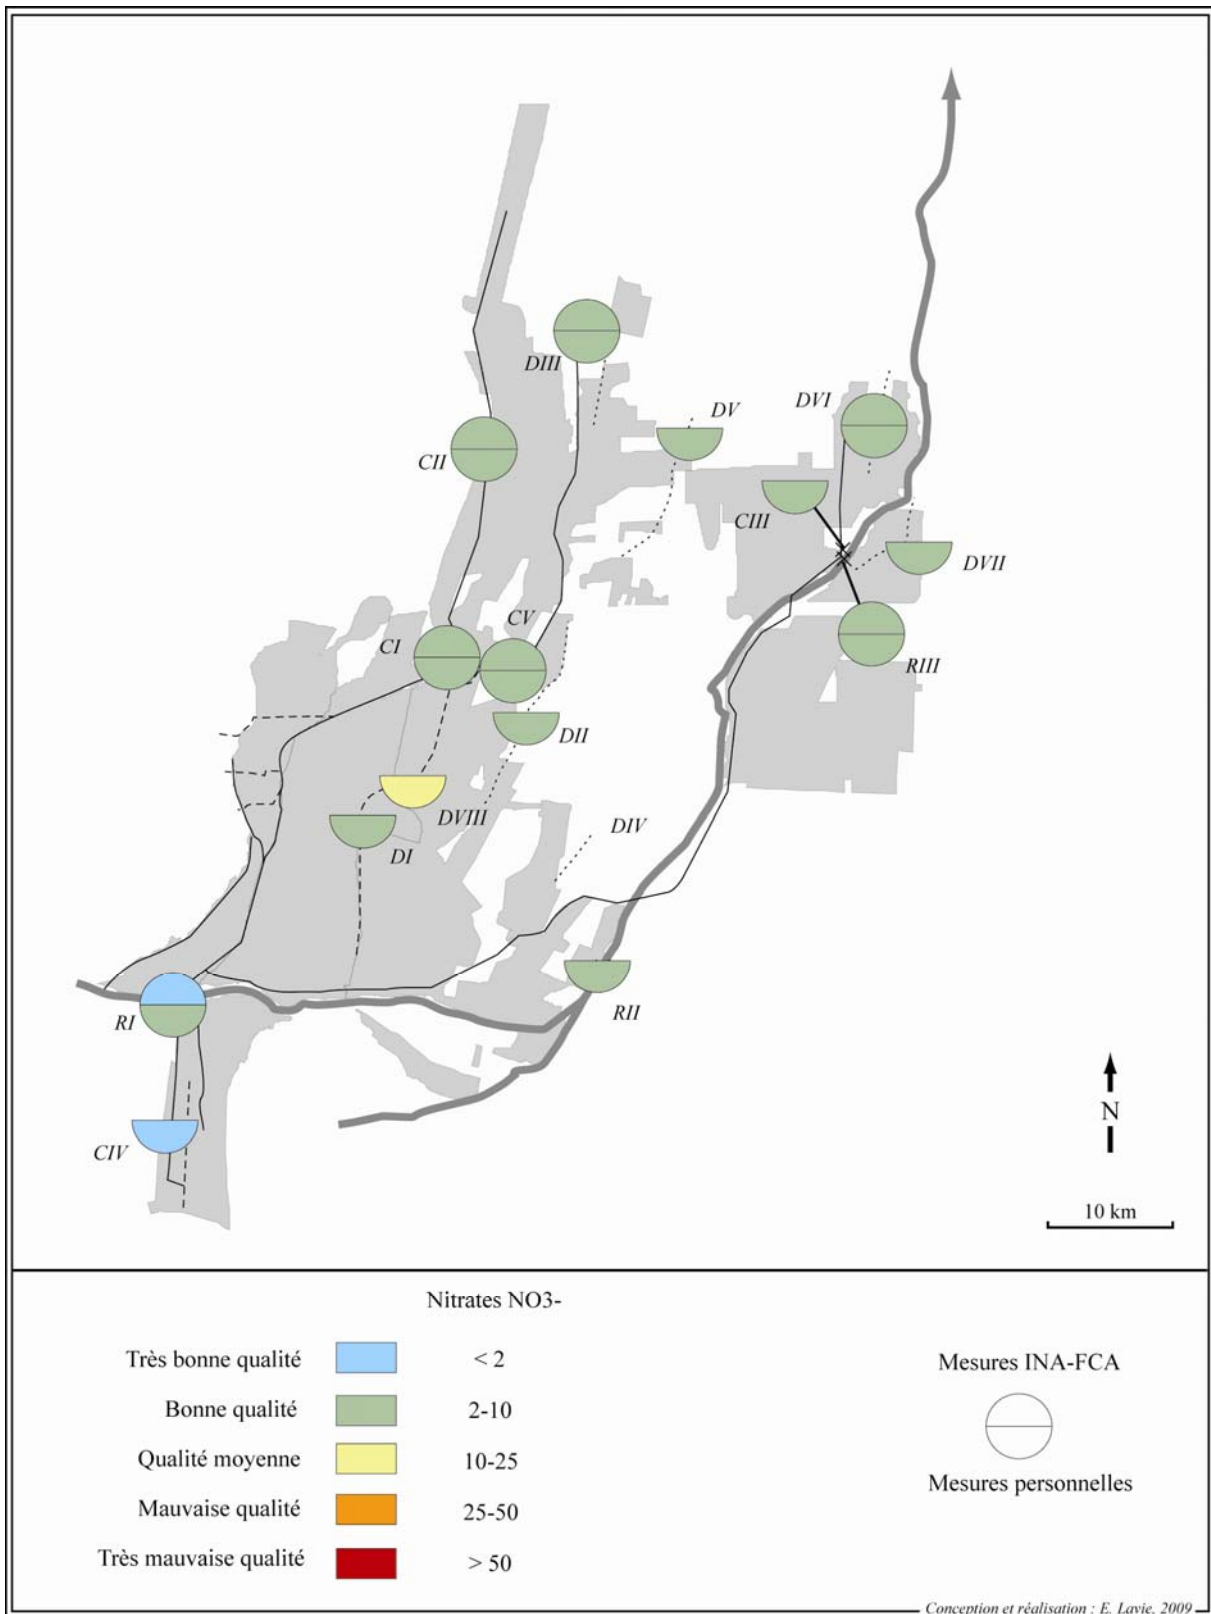 DIII
DV
DVI
CII
CIII
DVII
CV
CI
RIII
DII
DVIII
DIV
DI
RI
RII
CIV
N
10 km
Nitrates NO3-
Très bonne qualité < 2
Bonne qualité 2-10
Qualité moyenne 10-25
Mauvaise qualité 25-50
Très mauvaise qualité > 50
Mesures INA-FCA
Mesures personnelles
Conception et réalisation : E. Lavie, 2009